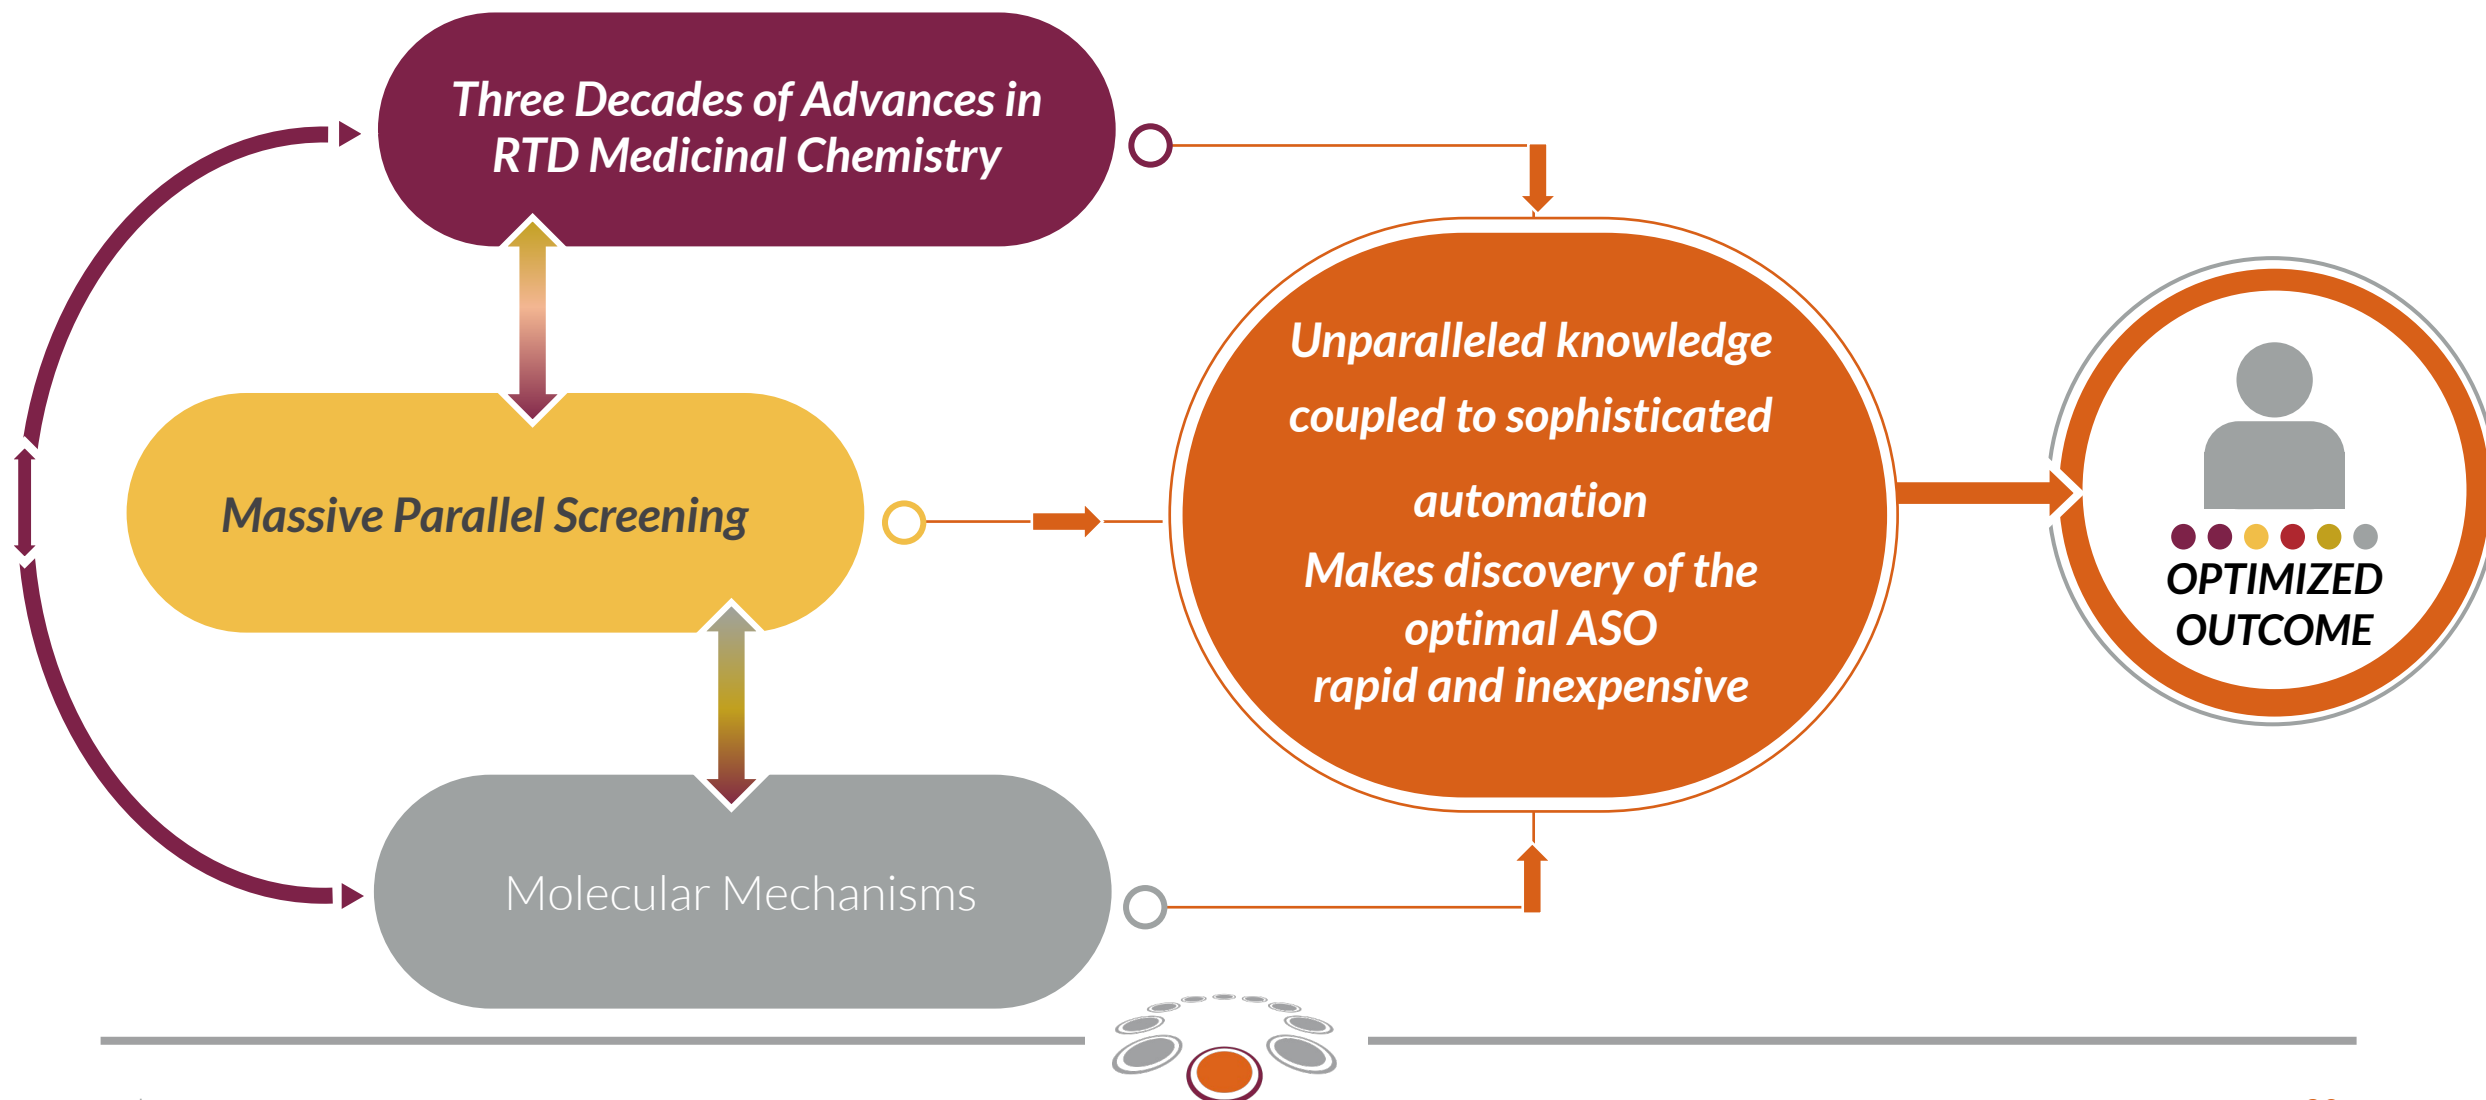 Three Decades of Advances in
RTD Medicinal Chemistry
Massive Parallel Screening
Molecular Mechanisms
Unparalleled knowledge
coupled to sophisticated
automation
Makes discovery of the
optimal ASO
rapid and inexpensive
OPTIMIZED
OUTCOME